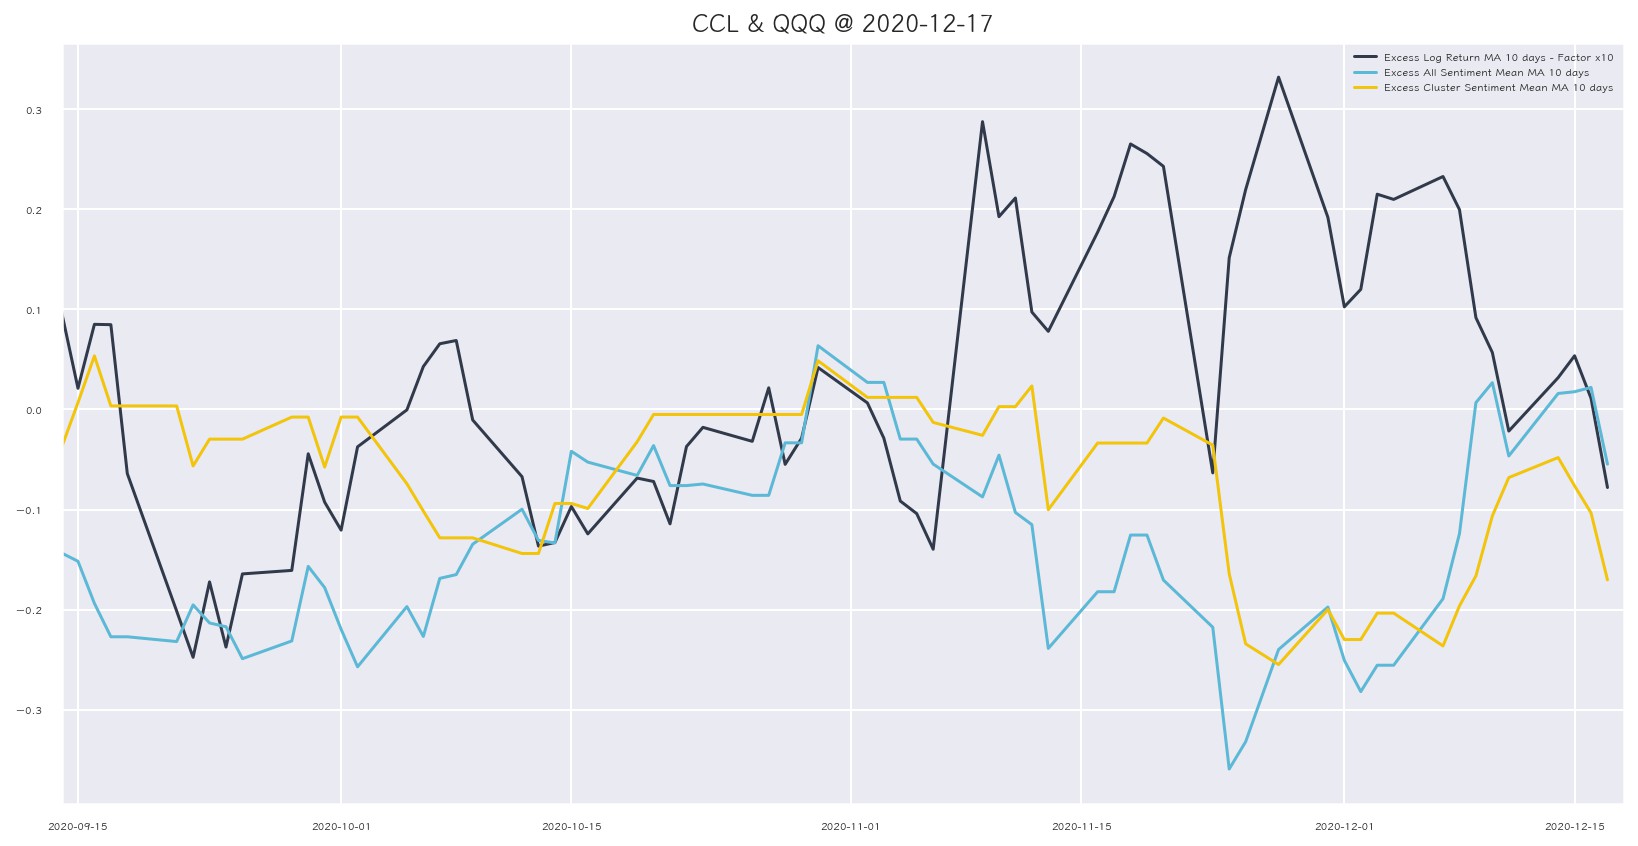 CCL & QQQ @ 2020-12-17
Excess Log Return MA 10 days - Factor x10
Excess All Sentiment Mean MA 10 days
Excess Cluster Sentiment Mean MA 10 days
0.3
0.2
0.1
0.0
−0.1
−0.2
−0.3
2020-09-15 2020-10-01 2020-10-15 2020-11-01 2020-11-15 2020-12-01 2020-12-15